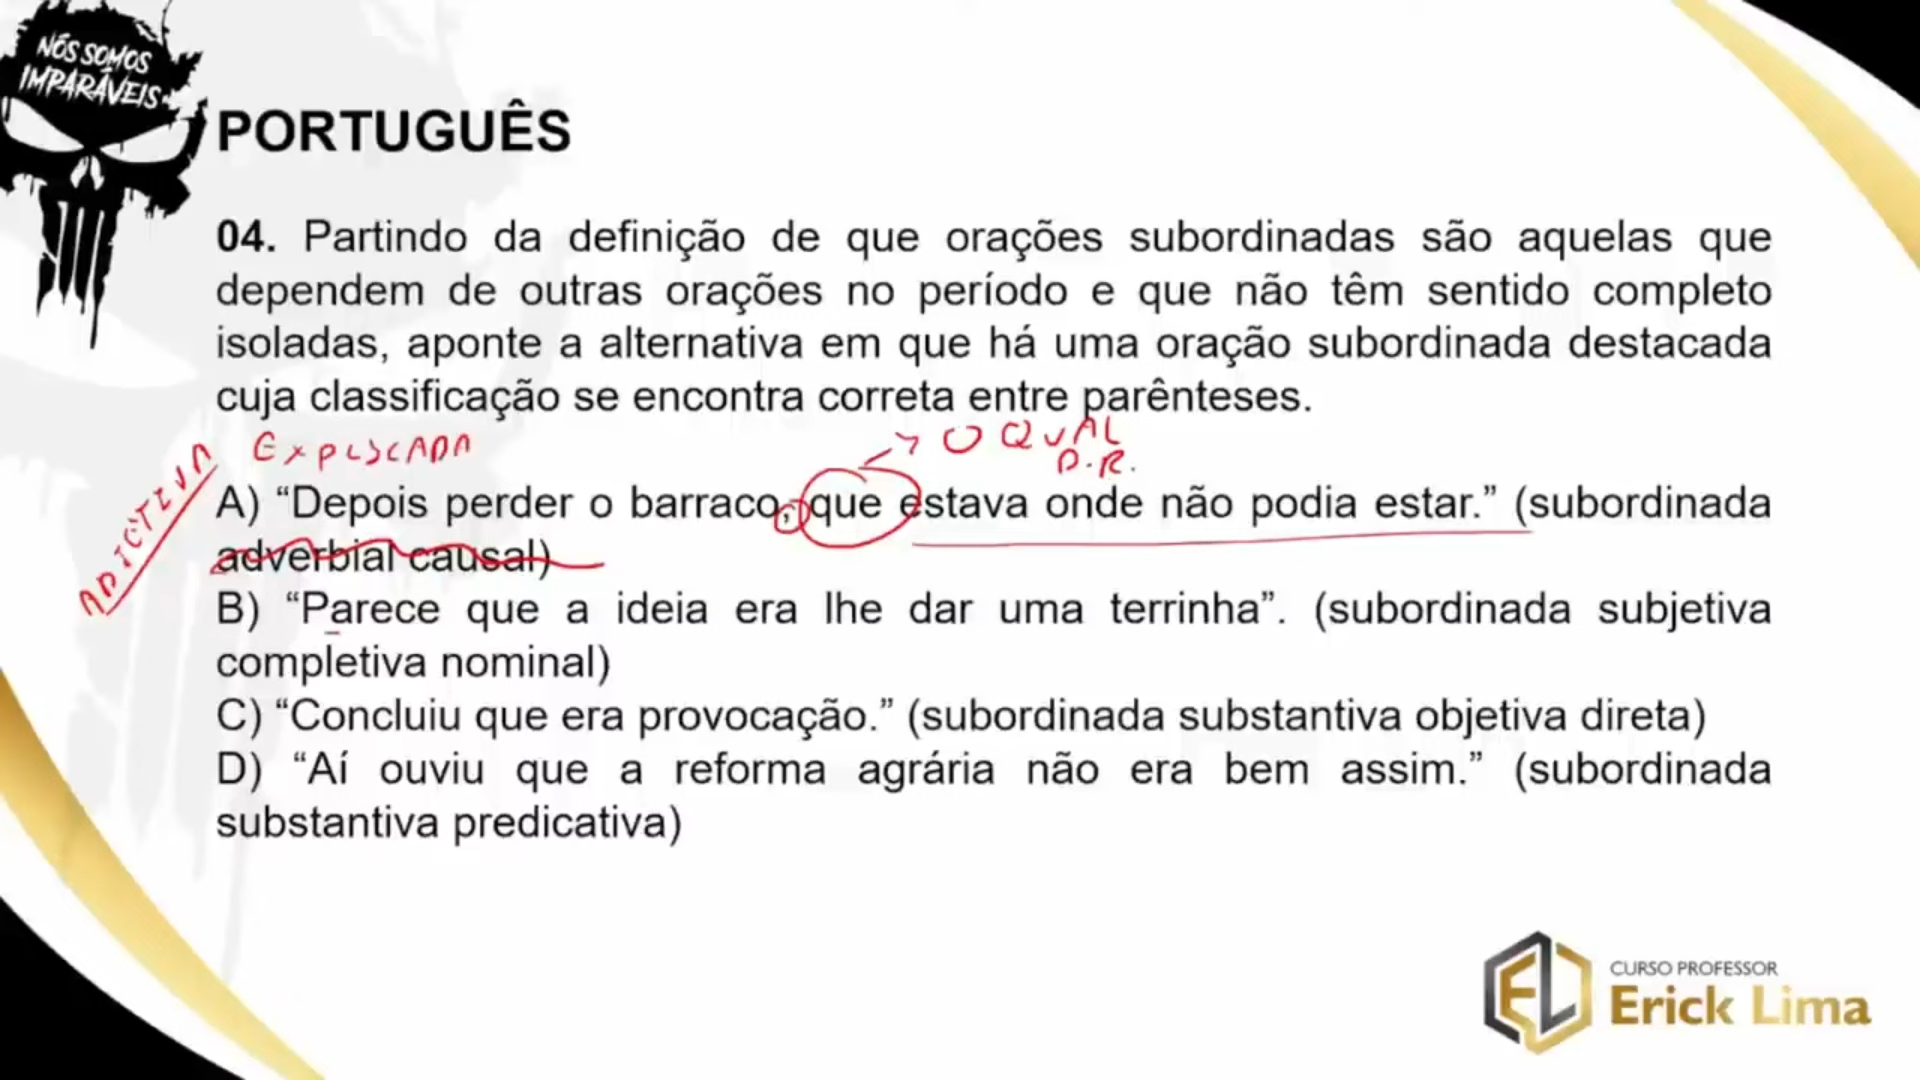 NÓS SOMOS
IMPARÁVEIS
PORTUGUÊS
04. Partindo da definição de que orações subordinadas são aquelas que
dependem de outras orações no período e que não têm sentido completo
isoladas, aponte a alternativa em que há uma oração subordinada destacada
cuja classificação se encontra correta entre parênteses.
O QUAL
P.R.
A) “Depois perder o barraco, que estava onde não podia estar.” (subordinada
adverbial causal)
B) “Parece que a ideia era lhe dar uma terrinha”. (subordinada subjetiva
completiva nominal)
C) “Concluiu que era provocação.” (subordinada substantiva objetiva direta)
D) “Aí ouviu que a reforma agrária não era bem assim.” (subordinada
substantiva predicativa)
CURSO PROFESSOR
Erick Lima